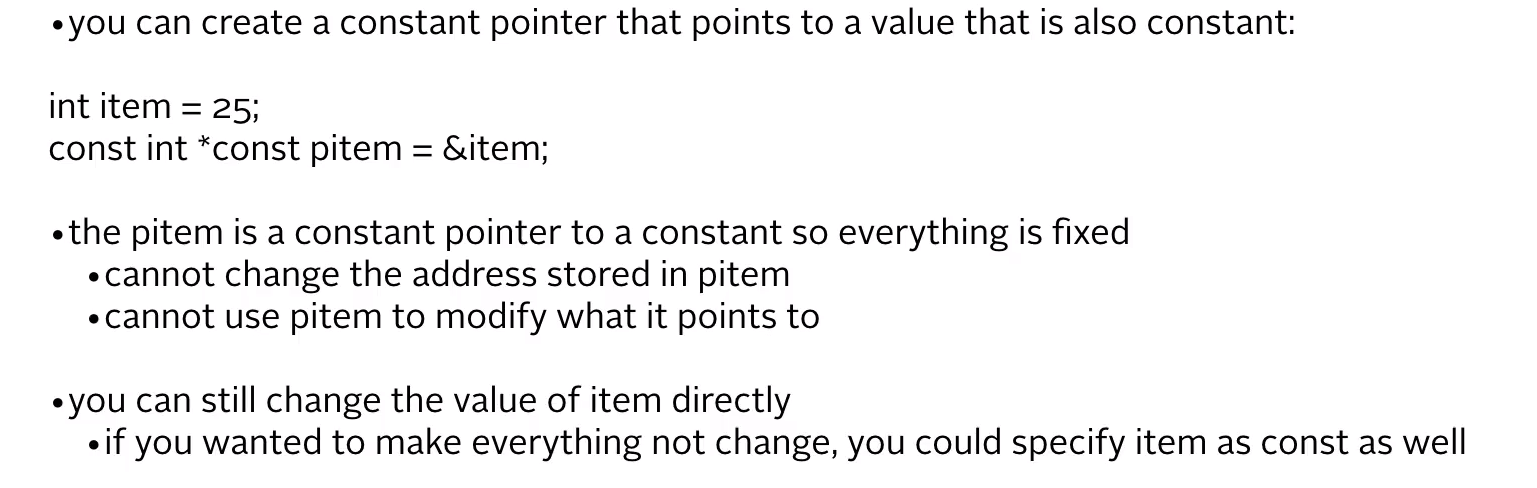 •you can create a constant pointer that points to a value that is also constant:
int item = 25;
const int *const pitem = &item;
•the pitem is a constant pointer to a constant so everything is fixed
•cannot change the address stored in pitem
•cannot use pitem to modify what it points to
•you can still change the value of item directly
•if you wanted to make everything not change, you could specify item as const as well